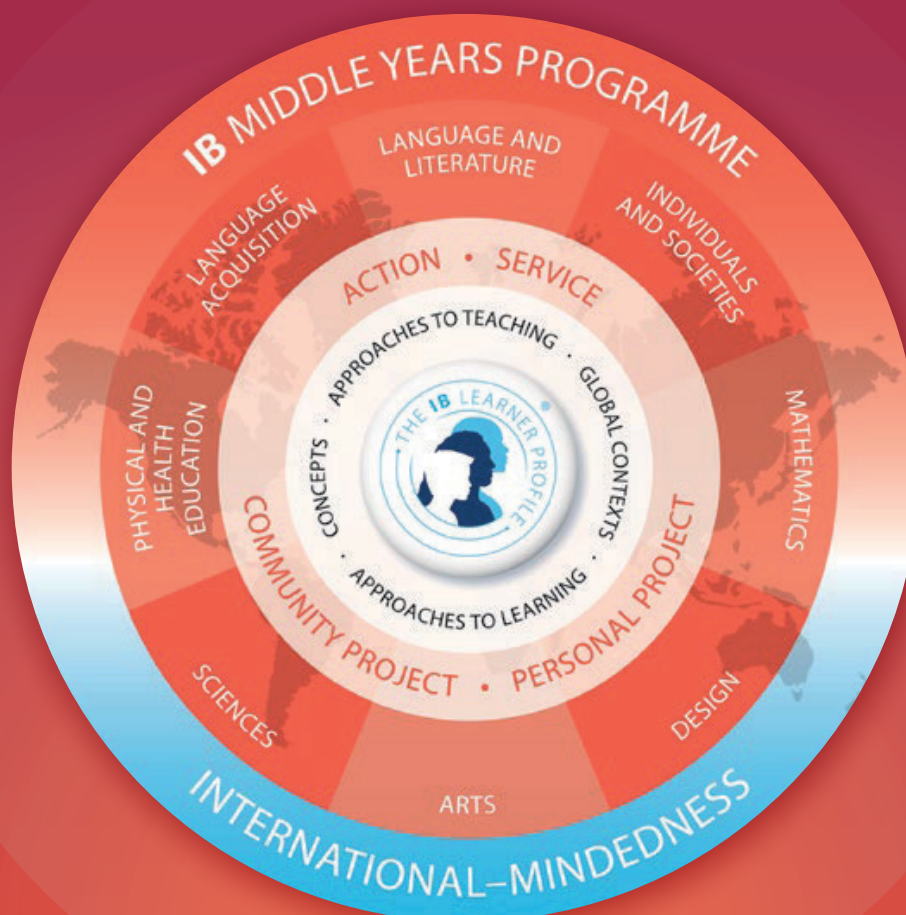 IB MIDDLE YEARS PROGRAMME
LANGUAGE AND
LITERATURE
LANGUAGE
ACQUISITION
INDIVIDUALS
AND SOCIETIES
PHYSICAL AND
HEALTH
EDUCATION
MATHEMATICS
SCIENCES
DESIGN
ARTS
ACTION • SERVICE
COMMUNITY PROJECT • PERSONAL PROJECT
APPROACHES TO TEACHING •
GLOBAL CONTEXTS •
CONCEPTS •
APPROACHES TO LEARNING •
THE IB LEARNER PROFILE ®
INTERNATIONAL–MINDEDNESS